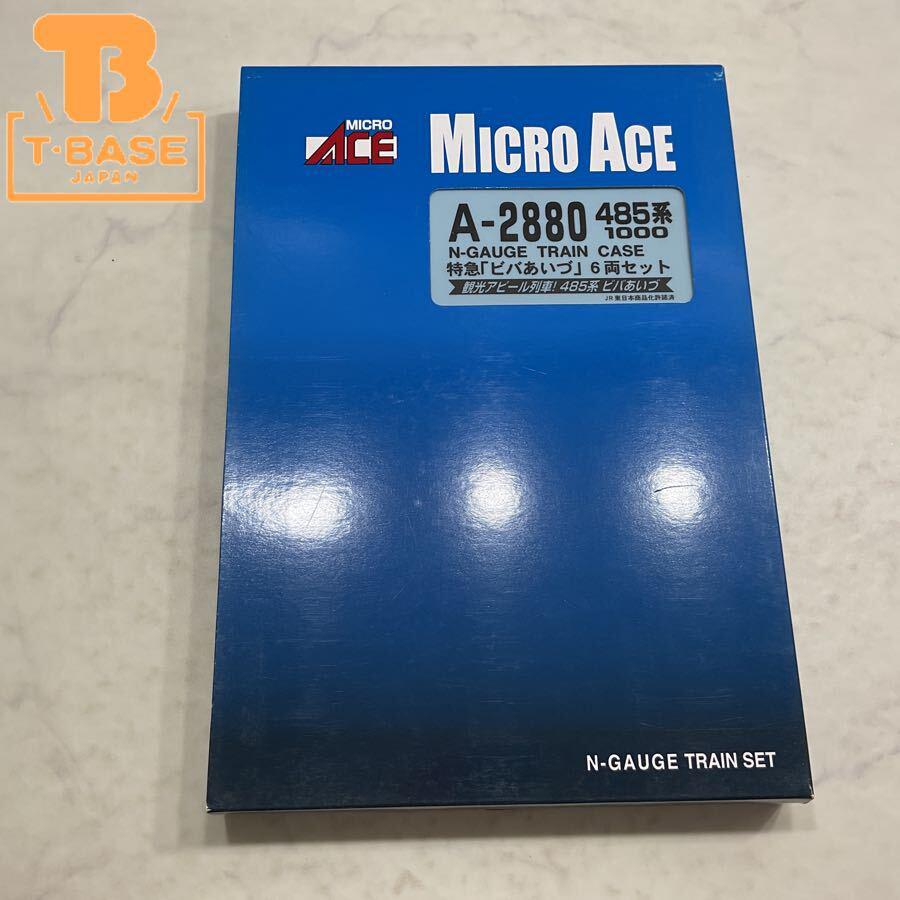 TB
T·BASE
JAPAN
MICRO
ACE
MICRO ACE
A-2880 485系
1000
N-GAUGE TRAIN CASE
特急「ビバあいづ」6両セット
観光アピール列車! 485系 ビバあいづ
JR東日本商品化許諾済
N-GAUGE TRAIN SET